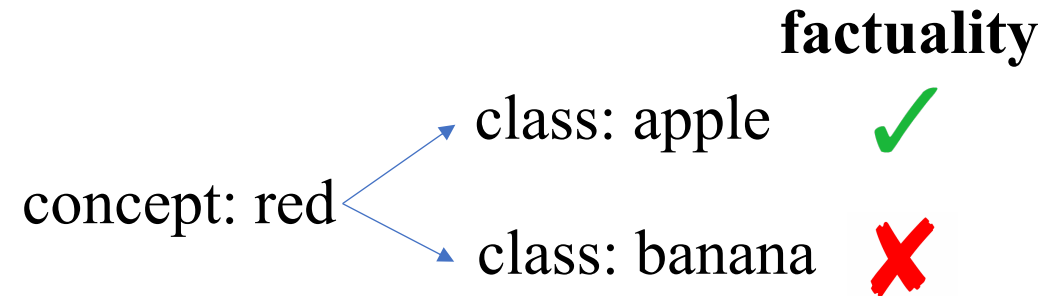 factuality
class: apple
concept: red
class: banana